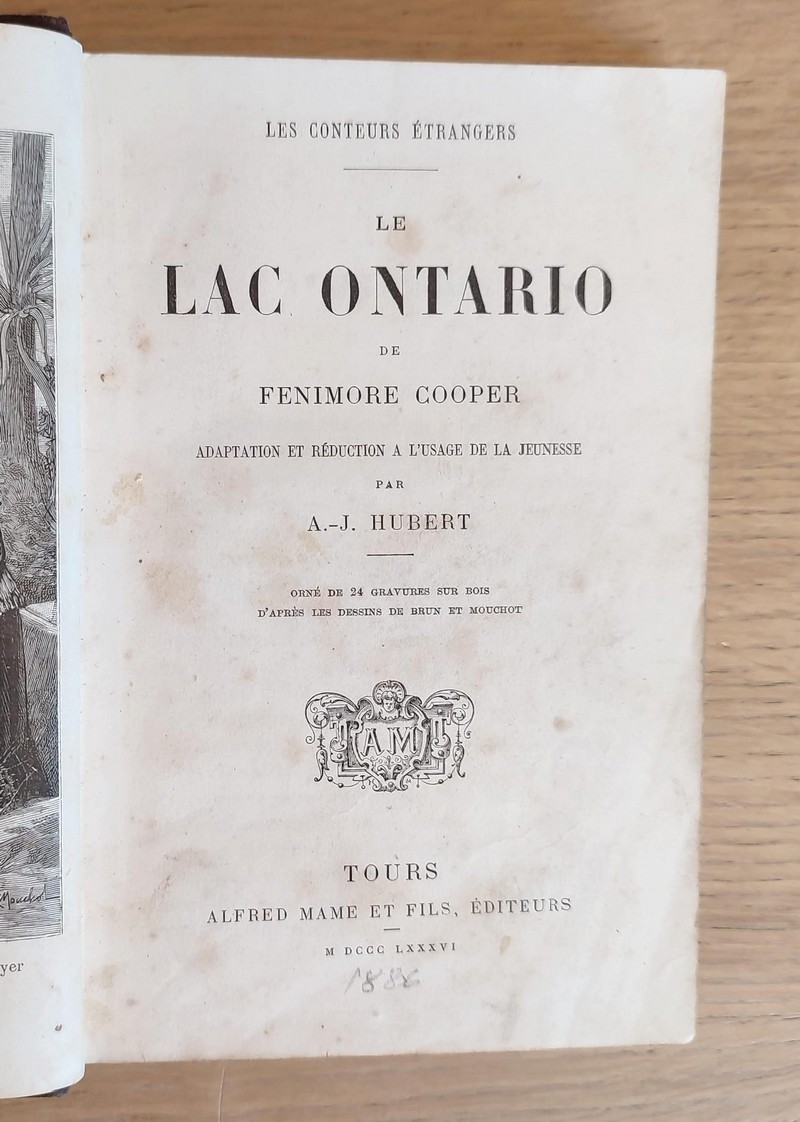 LES CONTEURS ÉTRANGERS
LE
LAC ONTARIO
DE
FENIMORE COOPER
ADAPTATION ET RÉDUCTION A L'USAGE DE LA JEUNESSE
PAR
A.-J. HUBERT
ORNÉ DE 24 GRAVURES SUR BOIS
D'APRÈS LES DESSINS DE BRUN ET MOUCHOT
AM
TOURS
ALFRED MAME ET FILS, ÉDITEURS
M DCCC LXXXVI
1886
Mouchot
yer